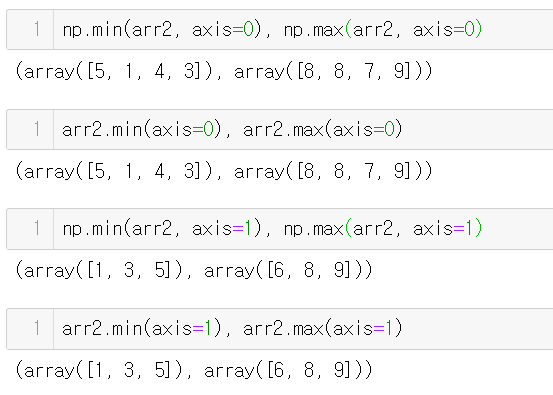 1 np.min(arr2, axis=0), np.max(arr2, axis=0)
(array([5, 1, 4, 3]), array([8, 8, 7, 9]))
1 arr2.min(axis=0), arr2.max(axis=0)
(array([5, 1, 4, 3]), array([8, 8, 7, 9]))
1 np.min(arr2, axis=1), np.max(arr2, axis=1)
(array([1, 3, 5]), array([6, 8, 9]))
1 arr2.min(axis=1), arr2.max(axis=1)
(array([1, 3, 5]), array([6, 8, 9]))